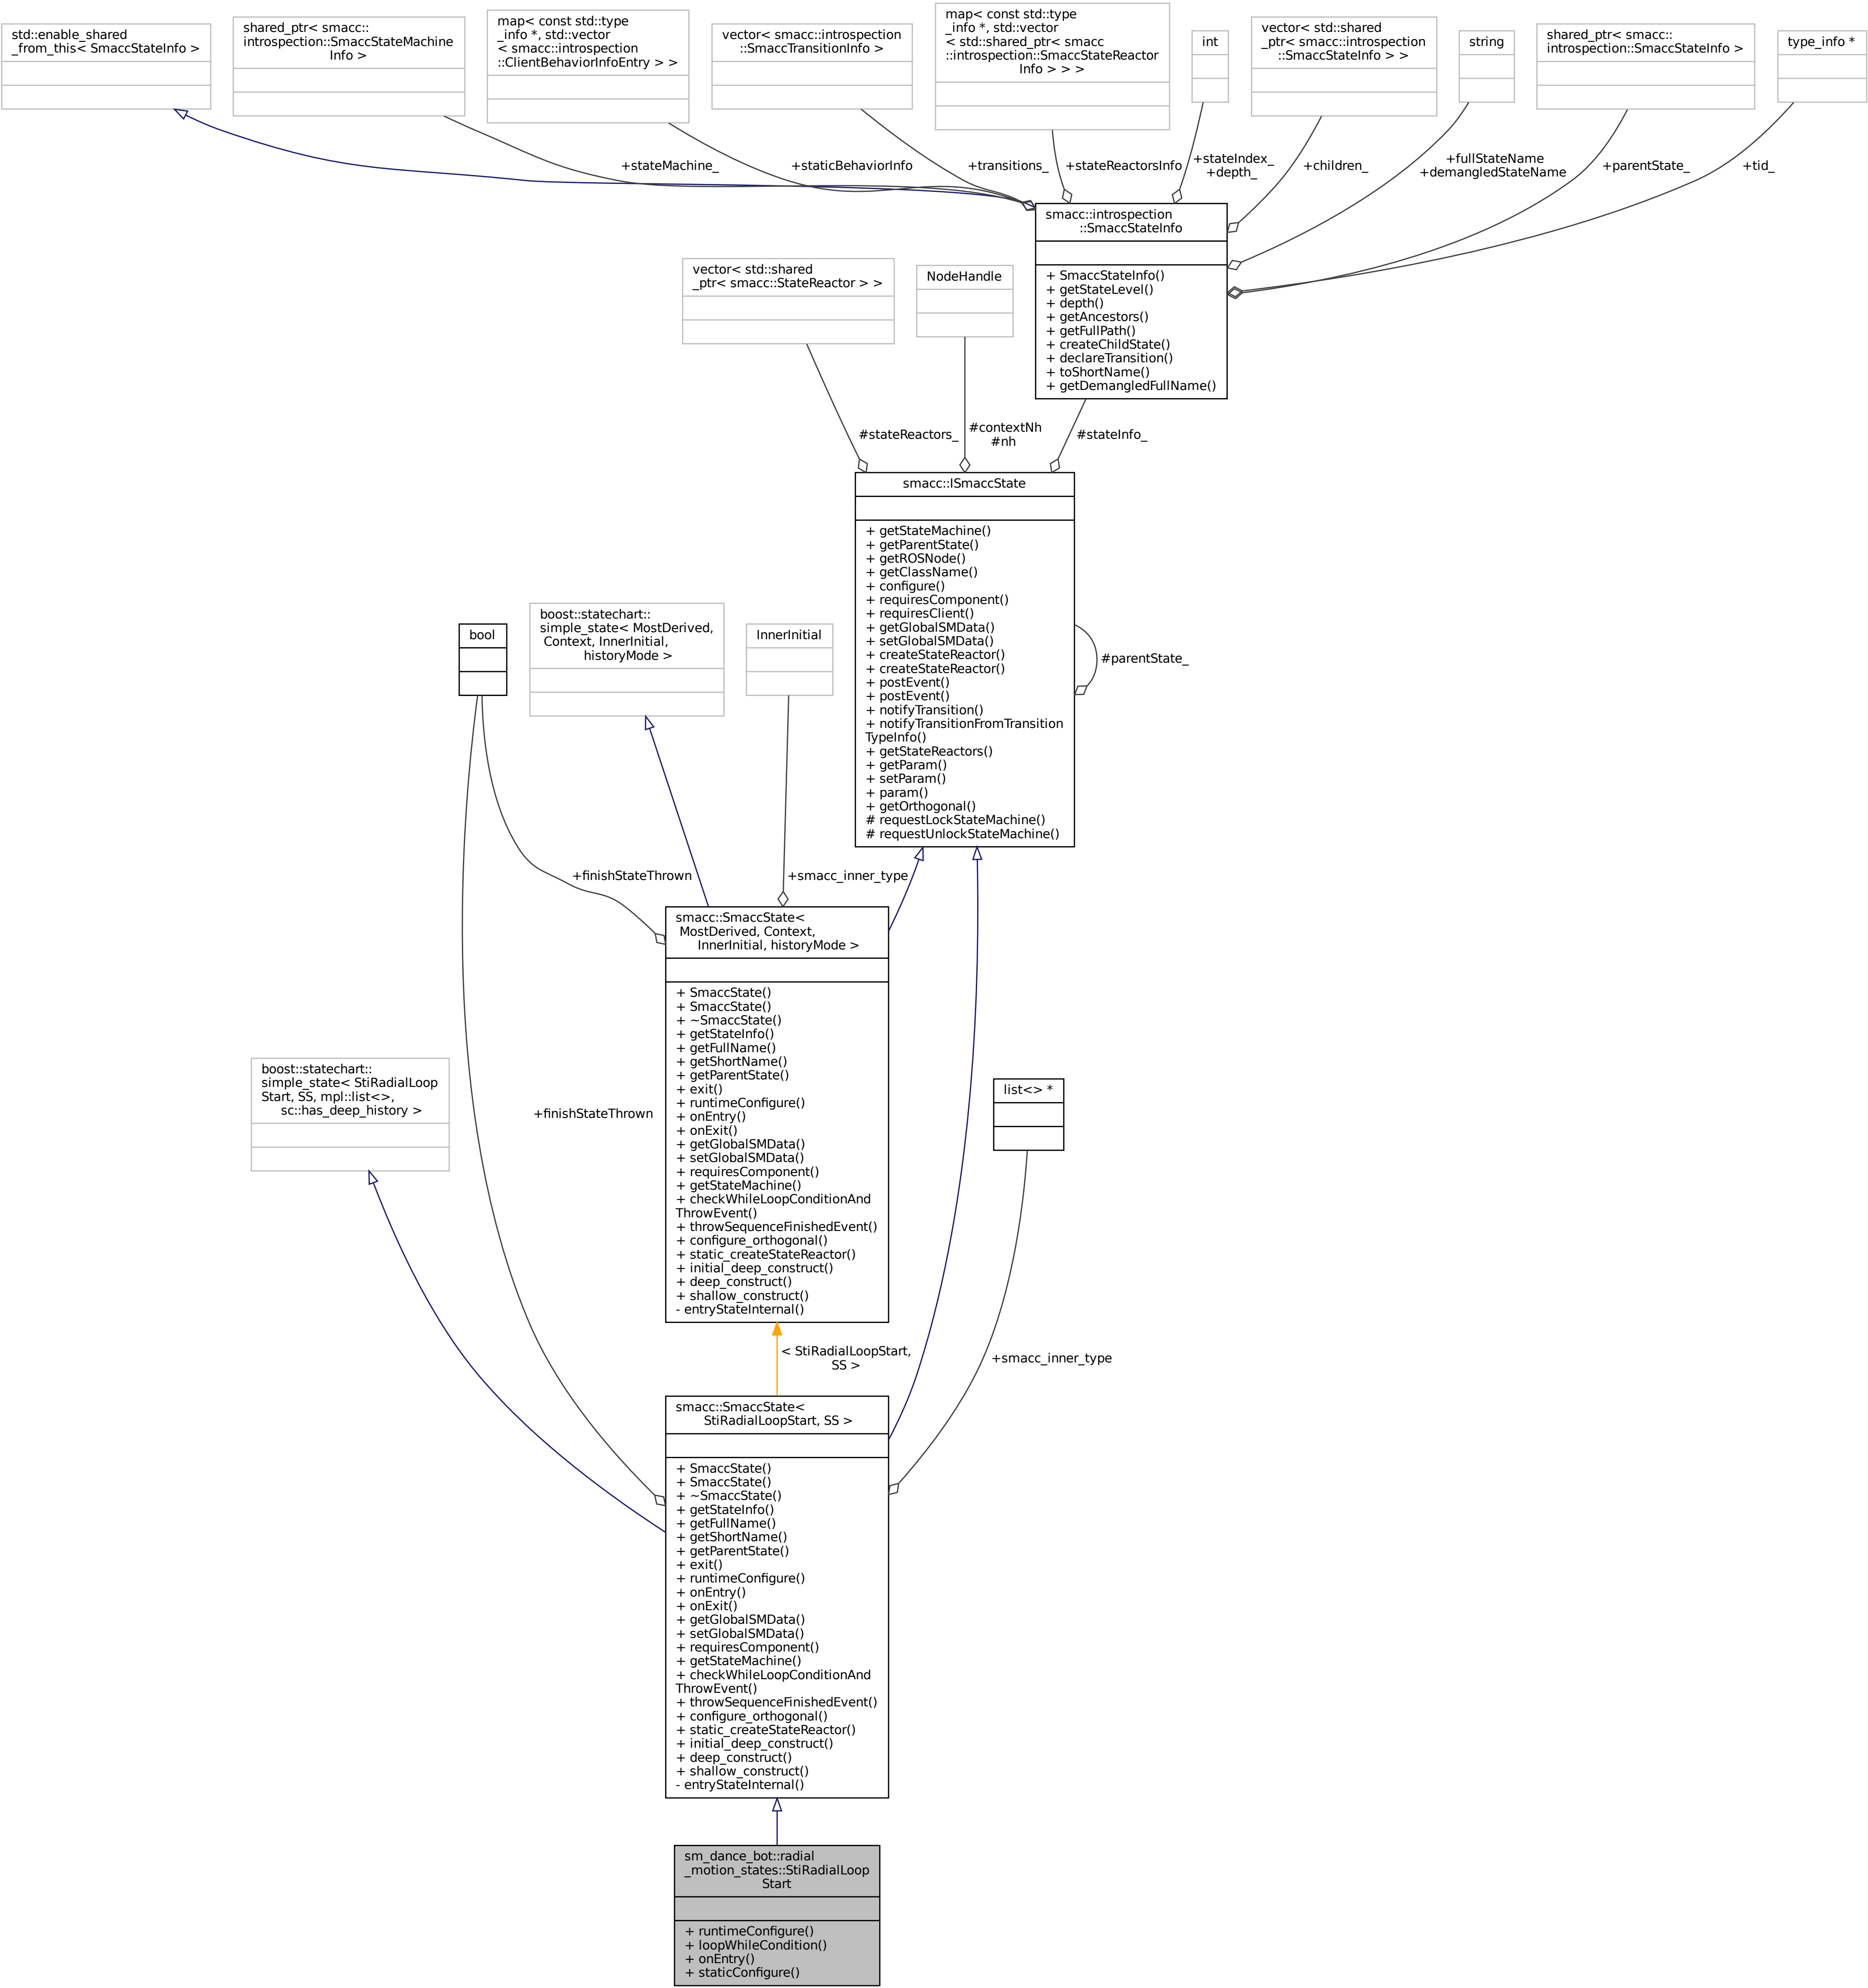 std::enable_shared
_from_this< SmaccStateInfo >
shared_ptr< smacc::
introspection::SmaccStateMachine
Info >
map< const std::type
_info *, std::vector
< smacc::introspection
::ClientBehaviorInfoEntry > >
vector< smacc::introspection
::SmaccTransitionInfo >
map< const std::type
_info *, std::vector
< std::shared_ptr< smacc
::introspection::SmaccStateReactor
Info > > >
int
vector< std::shared
_ptr< smacc::introspection
::SmaccStateInfo > >
string
shared_ptr< smacc::
introspection::SmaccStateInfo >
type_info *
+stateMachine_
+staticBehaviorInfo
+transitions_
+stateReactorsInfo
+stateIndex_
+depth_
+children_
+fullStateName
+demangledStateName
+parentState_
+tid_
smacc::introspection
::SmaccStateInfo
+ SmaccStateInfo()
+ getStateLevel()
+ depth()
+ getAncestors()
+ getFullPath()
+ createChildState()
+ declareTransition()
+ toShortName()
+ getDemangledFullName()
vector< std::shared
_ptr< smacc::StateReactor > >
NodeHandle
#stateReactors_
#contextNh
#nh
#stateInfo_
smacc::ISmaccState
+ getStateMachine()
+ getParentState()
+ getROSNode()
+ getClassName()
+ configure()
+ requiresComponent()
+ requiresClient()
+ getGlobalSMData()
+ setGlobalSMData()
+ createStateReactor()
+ createStateReactor()
+ postEvent()
+ postEvent()
+ notifyTransition()
+ notifyTransitionFromTransition
TypeInfo()
+ getStateReactors()
+ getParam()
+ setParam()
+ param()
+ getOrthogonal()
# requestLockStateMachine()
# requestUnlockStateMachine()
#parentState_
bool
boost::statechart::
simple_state< MostDerived,
Context, InnerInitial,
historyMode >
InnerInitial
+finishStateThrown
+smacc_inner_type
smacc::SmaccState<
MostDerived, Context,
InnerInitial, historyMode >
+ SmaccState()
+ SmaccState()
+ ~SmaccState()
+ getStateInfo()
+ getFullName()
+ getShortName()
+ getParentState()
+ exit()
+ runtimeConfigure()
+ onEntry()
+ onExit()
+ getGlobalSMData()
+ setGlobalSMData()
+ requiresComponent()
+ getStateMachine()
+ checkWhileLoopConditionAnd
ThrowEvent()
+ throwSequenceFinishedEvent()
+ configure_orthogonal()
+ static_createStateReactor()
+ initial_deep_construct()
+ deep_construct()
+ shallow_construct()
- entryStateInternal()
boost::statechart::
simple_state< StiRadialLoop
Start, SS, mpl::list<>,
sc::has_deep_history >
+finishStateThrown
list<> *
< StiRadialLoopStart,
SS >
+smacc_inner_type
smacc::SmaccState<
StiRadialLoopStart, SS >
+ SmaccState()
+ SmaccState()
+ ~SmaccState()
+ getStateInfo()
+ getFullName()
+ getShortName()
+ getParentState()
+ exit()
+ runtimeConfigure()
+ onEntry()
+ onExit()
+ getGlobalSMData()
+ setGlobalSMData()
+ requiresComponent()
+ getStateMachine()
+ checkWhileLoopConditionAnd
ThrowEvent()
+ throwSequenceFinishedEvent()
+ configure_orthogonal()
+ static_createStateReactor()
+ initial_deep_construct()
+ deep_construct()
+ shallow_construct()
- entryStateInternal()
sm_dance_bot::radial
_motion_states::StiRadialLoop
Start
+ runtimeConfigure()
+ loopWhileCondition()
+ onEntry()
+ staticConfigure()